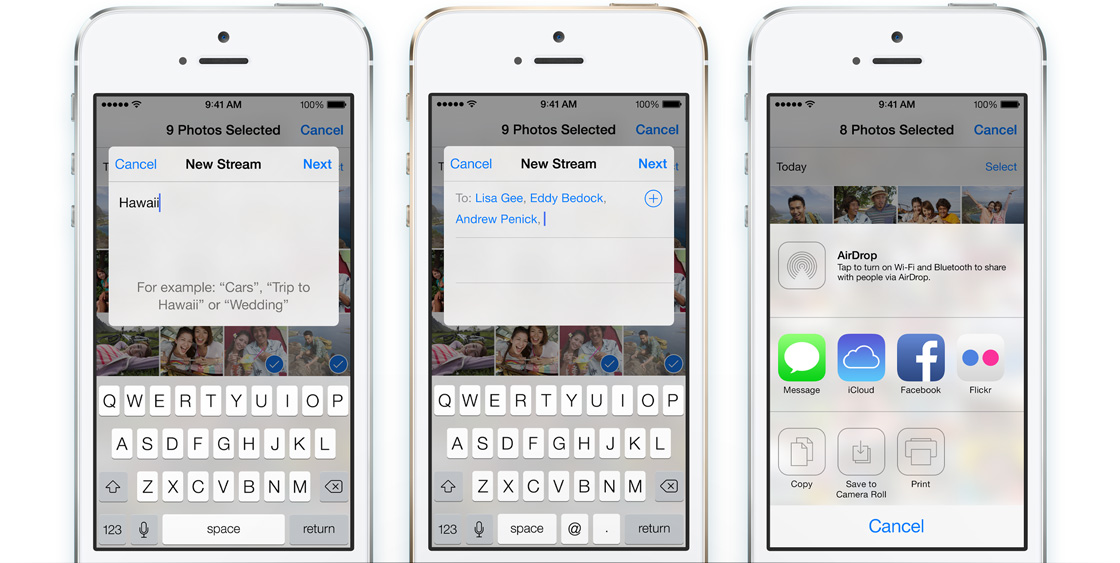 9:41 AM 100%
9 Photos Selected Cancel
Cancel New Stream Next
Hawaii
For example: “Cars”, “Trip to
Hawaii” or “Wedding”
Q W E R T Y U I O P
A S D F G H J K L
Z X C V B N M
123 space return
9:41 AM 100%
9 Photos Selected Cancel
Cancel New Stream Next
To: Lisa Gee, Eddy Bedock,
Andrew Penick,
Q W E R T Y U I O P
A S D F G H J K L
Z X C V B N M
123 space @ . return
9:41 AM 100%
8 Photos Selected Cancel
Today Select
AirDrop
Tap to turn on Wi-Fi and Bluetooth to share
with people via AirDrop.
Message iCloud Facebook Flickr
Copy Save to Print
Camera Roll
Cancel